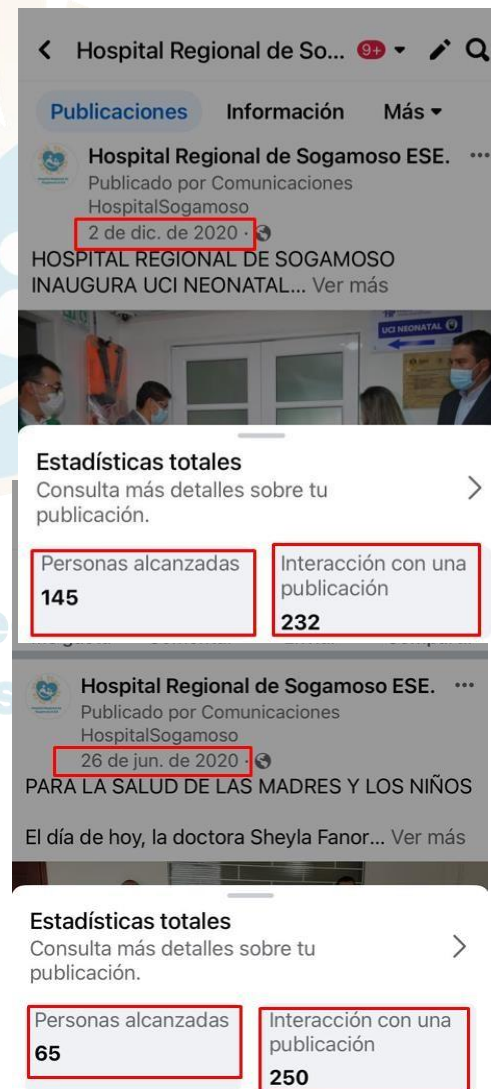 Hospital Regional de So... 9+
Publicaciones Información Más
Hospital Regional de Sogamoso ESE. ...
Publicado por Comunicaciones
HospitalSogamoso
2 de dic. de 2020 ·
HOSPITAL REGIONAL DE SOGAMOSO
INAUGURA UCI NEONATAL... Ver más
UCI NEONATAL
Estadísticas totales
Consulta más detalles sobre tu
publicación.
Personas alcanzadas
145
Interacción con una
publicación
232
Hospital Regional de Sogamoso ESE. ...
Publicado por Comunicaciones
HospitalSogamoso
26 de jun. de 2020 ·
PARA LA SALUD DE LAS MADRES Y LOS NIÑOS
El día de hoy, la doctora Sheyla Fanor... Ver más
Estadísticas totales
Consulta más detalles sobre tu
publicación.
Personas alcanzadas
65
Interacción con una
publicación
250